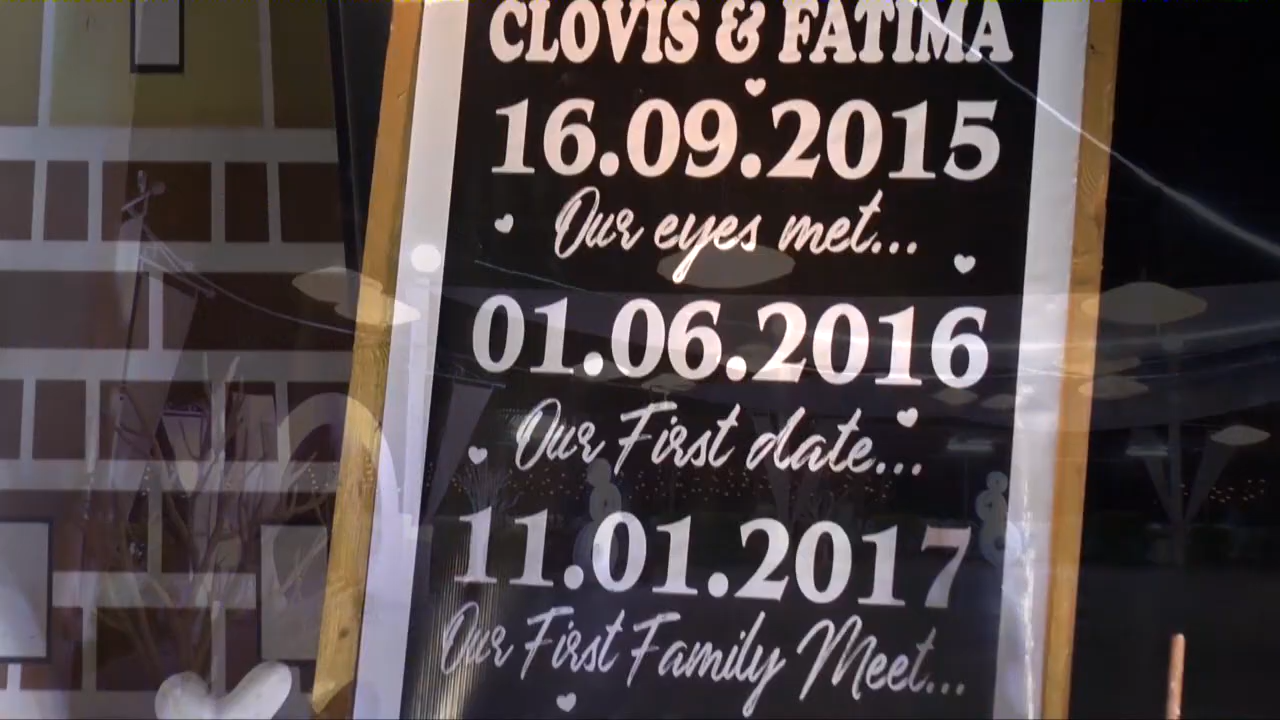 CLOVIS & FATIMA
16.09.2015
Our eyes met...
01.06.2016
Our First date...
11.01.2017
Our First Family Meet...